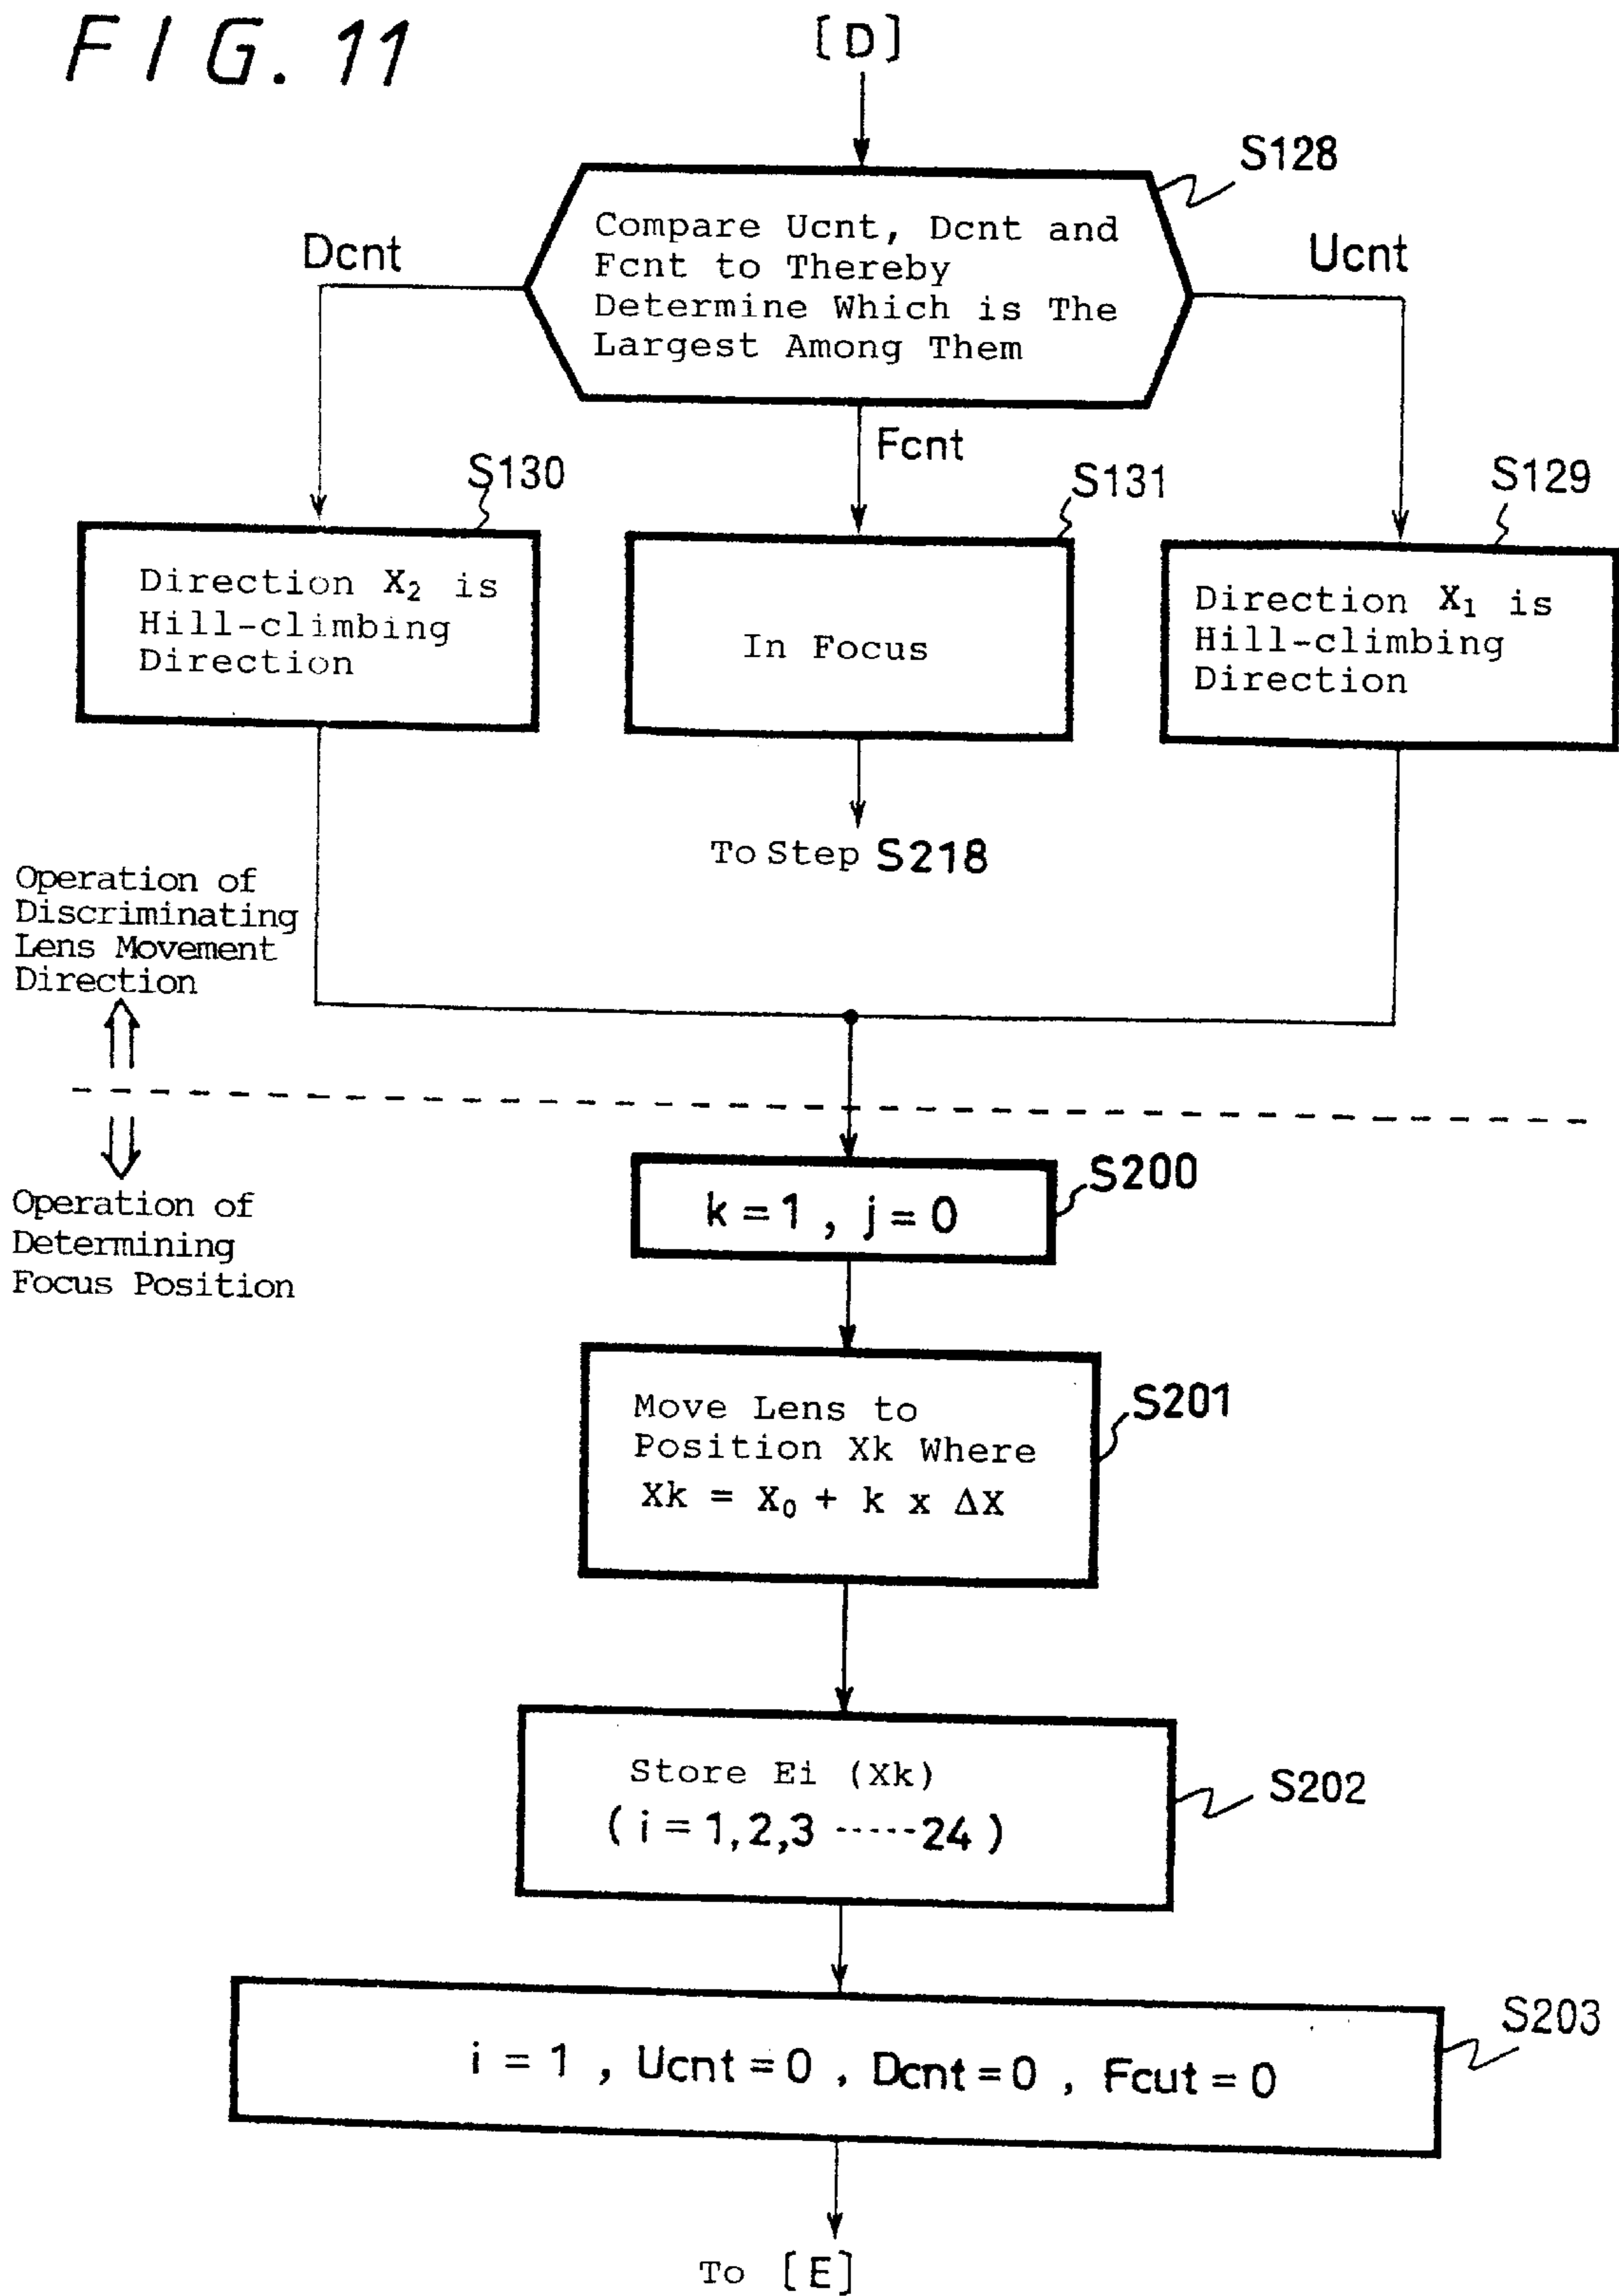 FIG. 11
[D]
S128
Compare Ucnt, Dcnt and
Fcnt to Thereby
Determine Which is The
Largest Among Them
Dcnt
Ucnt
Fcnt
S130
S131
S129
Direction X₂ is
Hill-climbing
Direction
In Focus
Direction X₁ is
Hill-climbing
Direction
To Step S218
Operation of
Discriminating
Lens Movement
Direction
Operation of
Determining
Focus Position
S200
k = 1 , j = 0
S201
Move Lens to
Position Xk Where
Xk = X₀ + k x ΔX
S202
Store Ei (Xk)
( i = 1,2,3 -----24 )
S203
i = 1 , Ucnt = 0 , Dcnt = 0 , Fcut = 0
To [E]